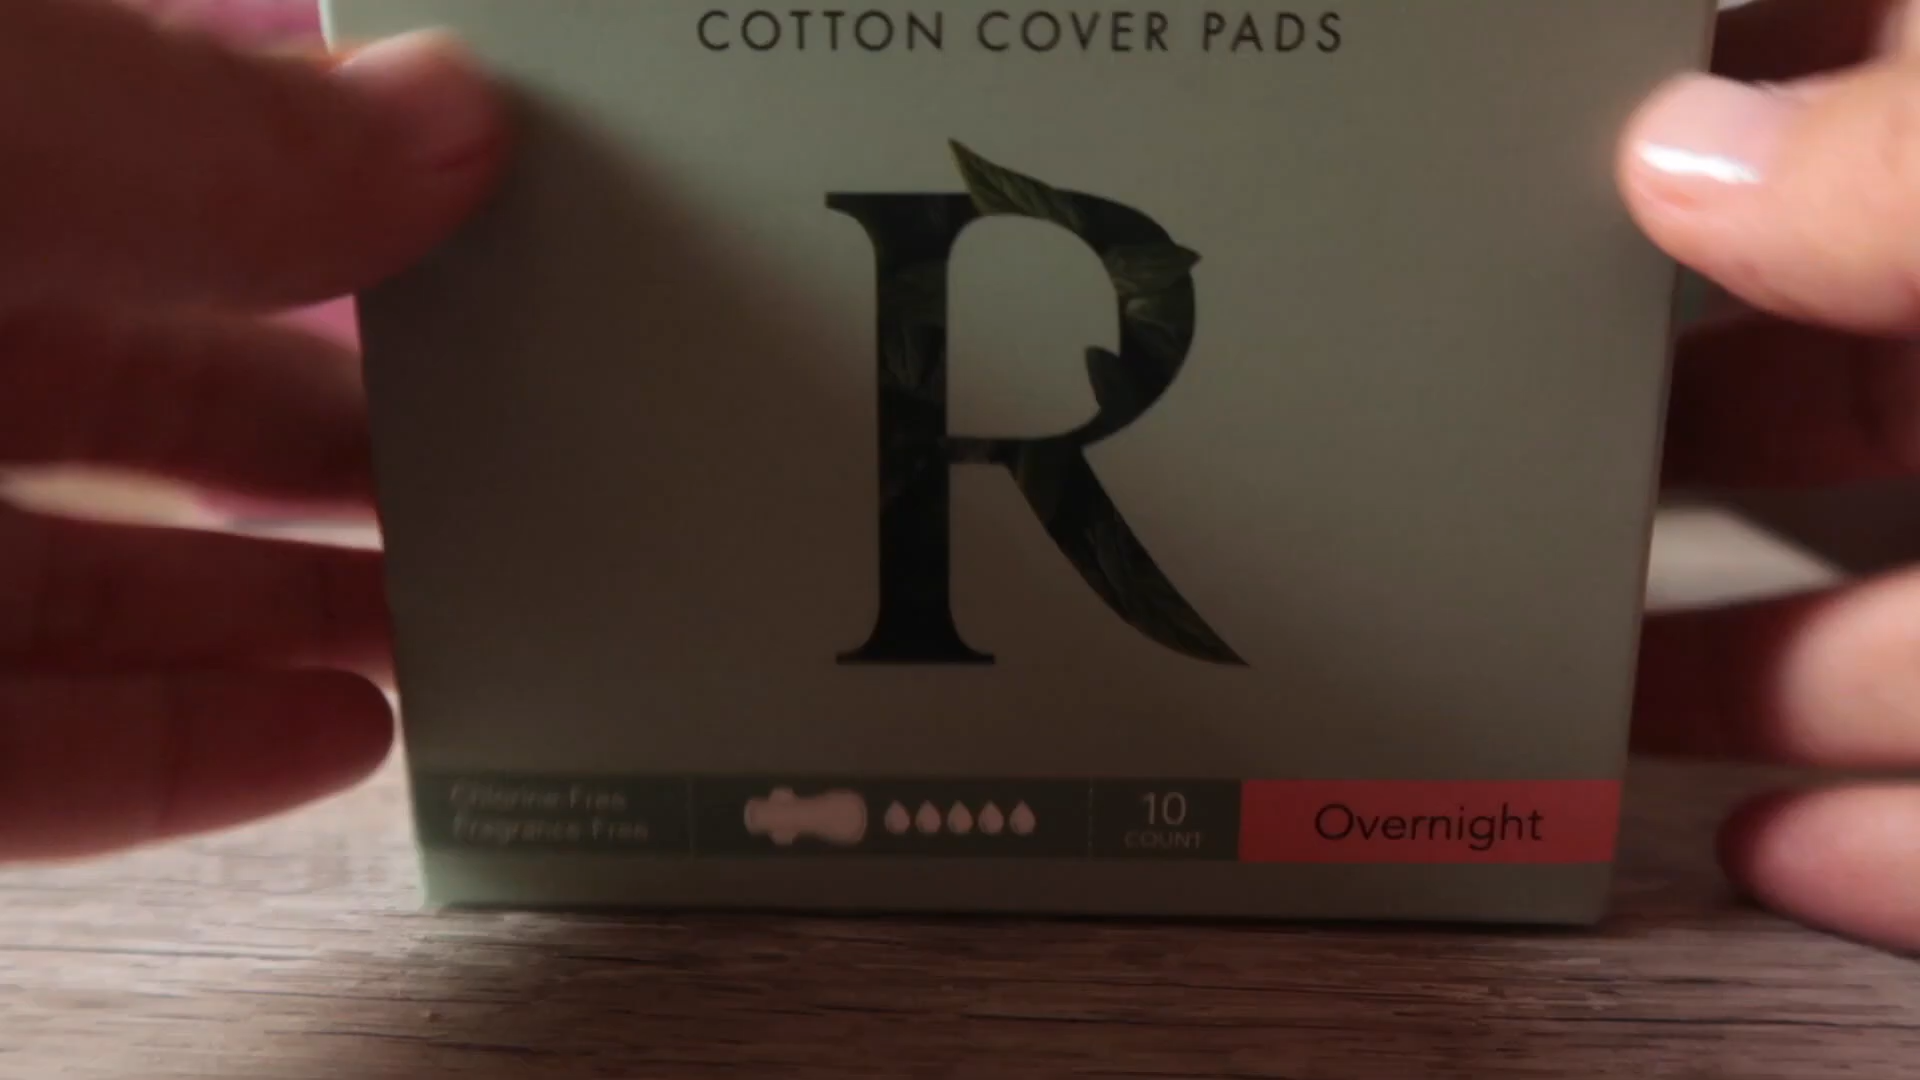 COTTON COVER PADS
R
Chlorine Free
Fragrance Free
10
COUNT
Overnight